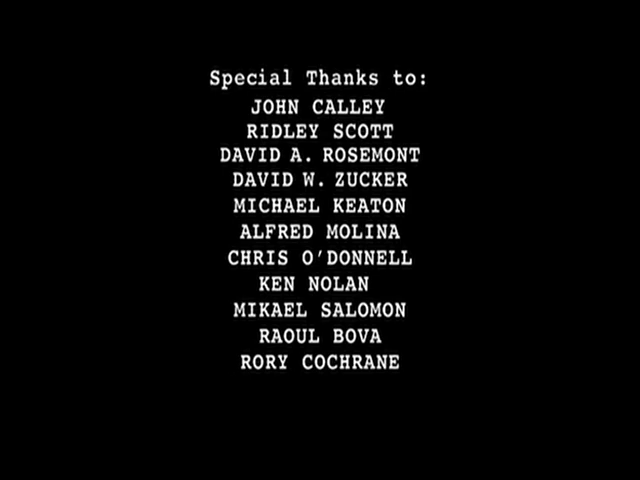 Special Thanks to:
JOHN CALLEY
RIDLEY SCOTT
DAVID A. ROSEMONT
DAVID W. ZUCKER
MICHAEL KEATON
ALFRED MOLINA
CHRIS O'DONNELL
KEN NOLAN
MIKAEL SALOMON
RAOUL BOVA
RORY COCHRANE